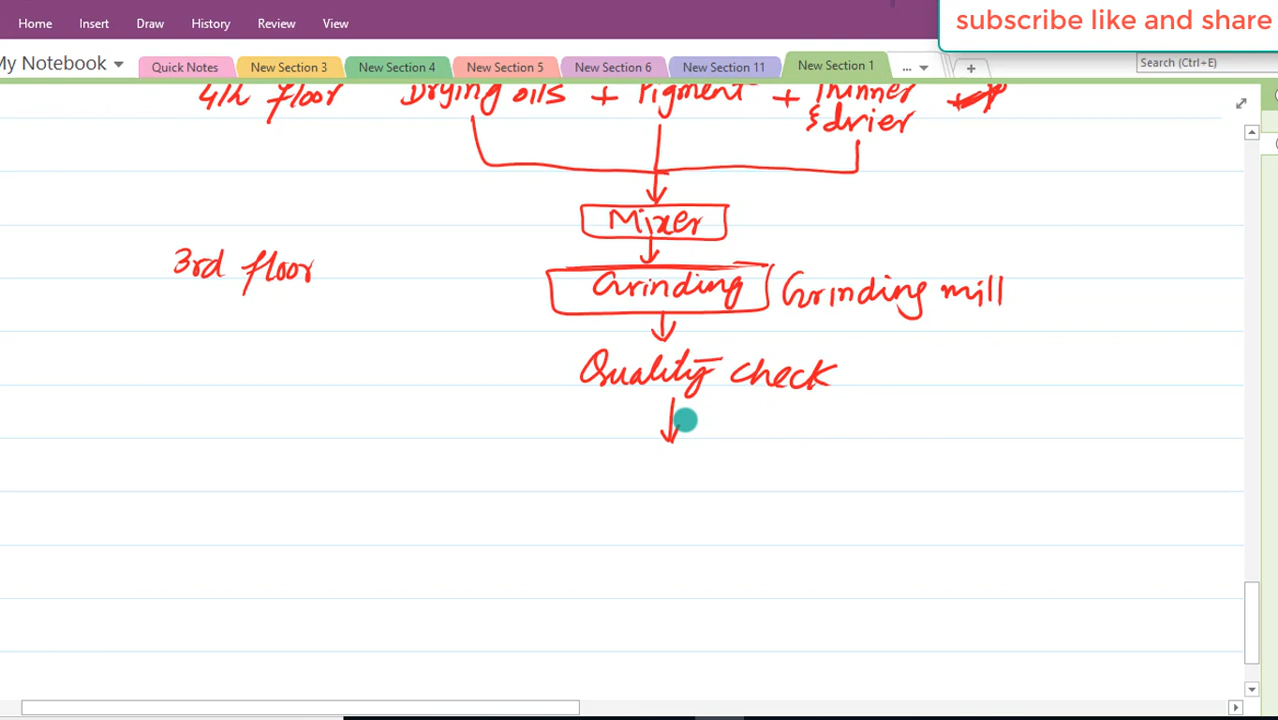 subscribe like and share
Home Insert Draw History Review View
My Notebook Quick Notes New Section 3 New Section 4 New Section 5 New Section 6 New Section 11 New Section 1 ... + Search (Ctrl+E)
4th floor Drying oils + Pigment + Thinner +
& drier
Mixer
3rd floor
Grinding Grinding mill
Quality check